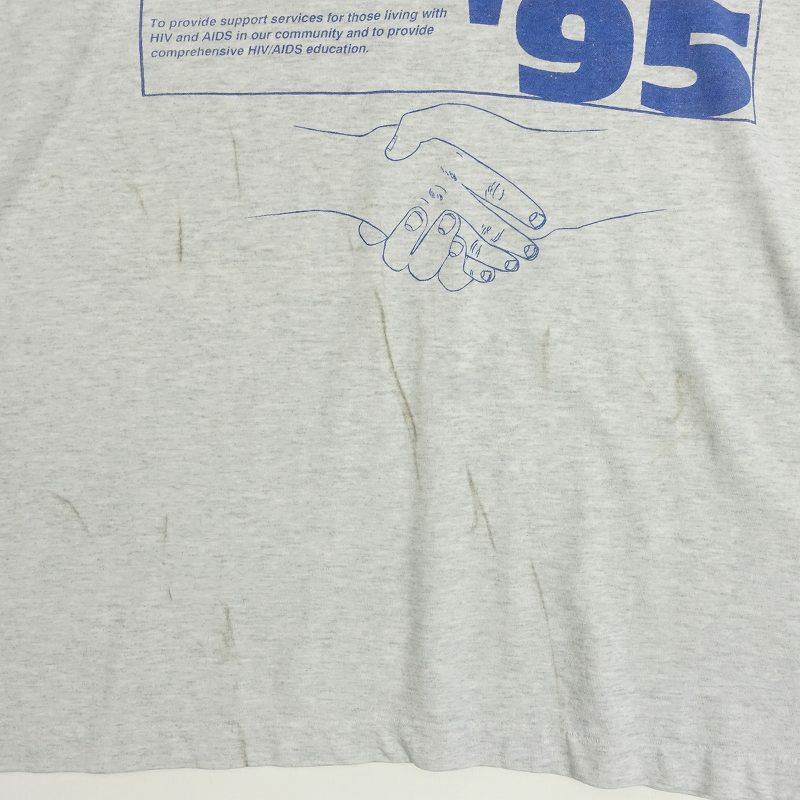 To provide support services for those living with
HIV and AIDS in our community and to provide
comprehensive HIV/AIDS education.
'95